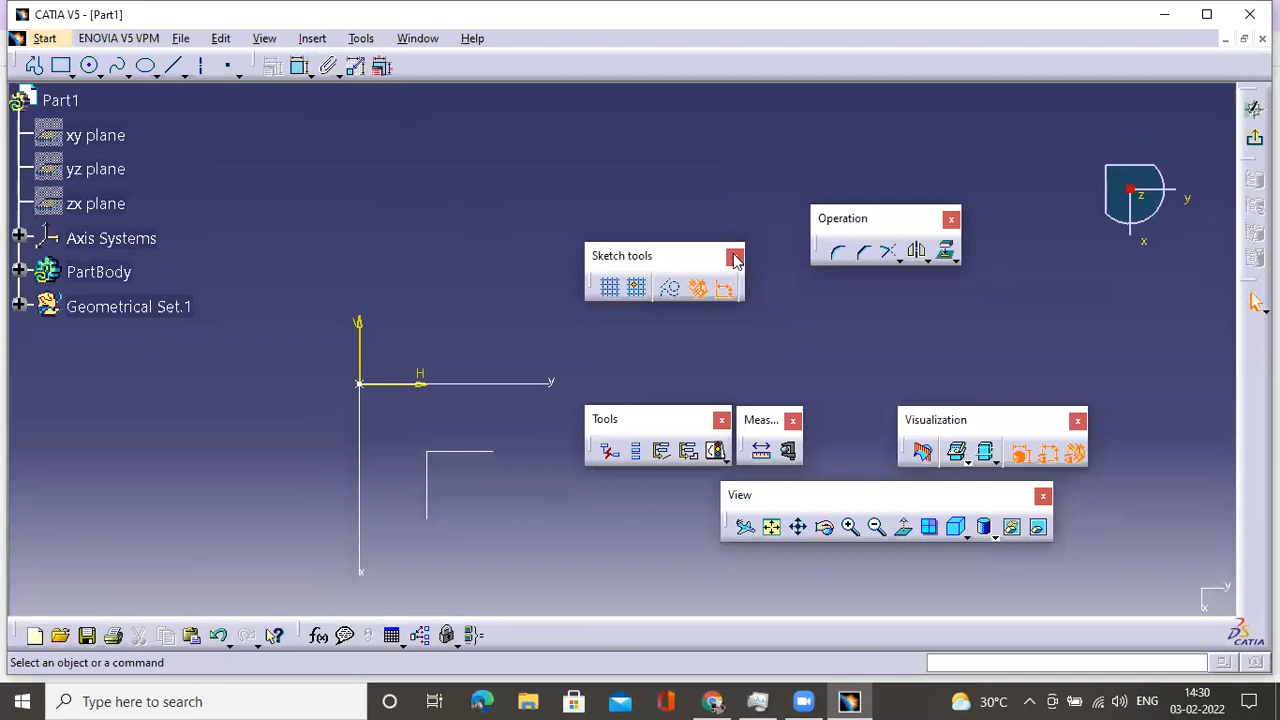 CATIA V5 - [Part1]
Start ENOVIA V5 VPM File Edit View Insert Tools Window Help
Part1
xy plane
yz plane
zx plane
Axis Systems
PartBody
Geometrical Set.1
V
H
y
x
Sketch tools
Operation
z
y
x
Tools
Meas...
Visualization
View
y
x
CATIA
Select an object or a command
Type here to search
30°C
ENG
14:30
03-02-2022